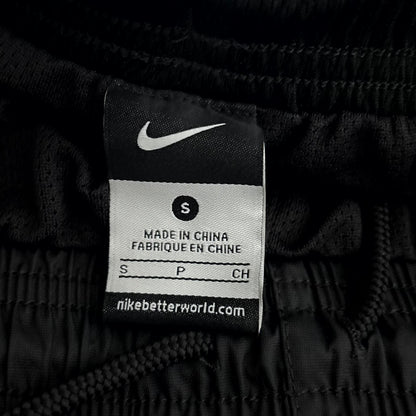 S
MADE IN CHINA
FABRIQUE EN CHINE
S P CH
nikebetterworld.com